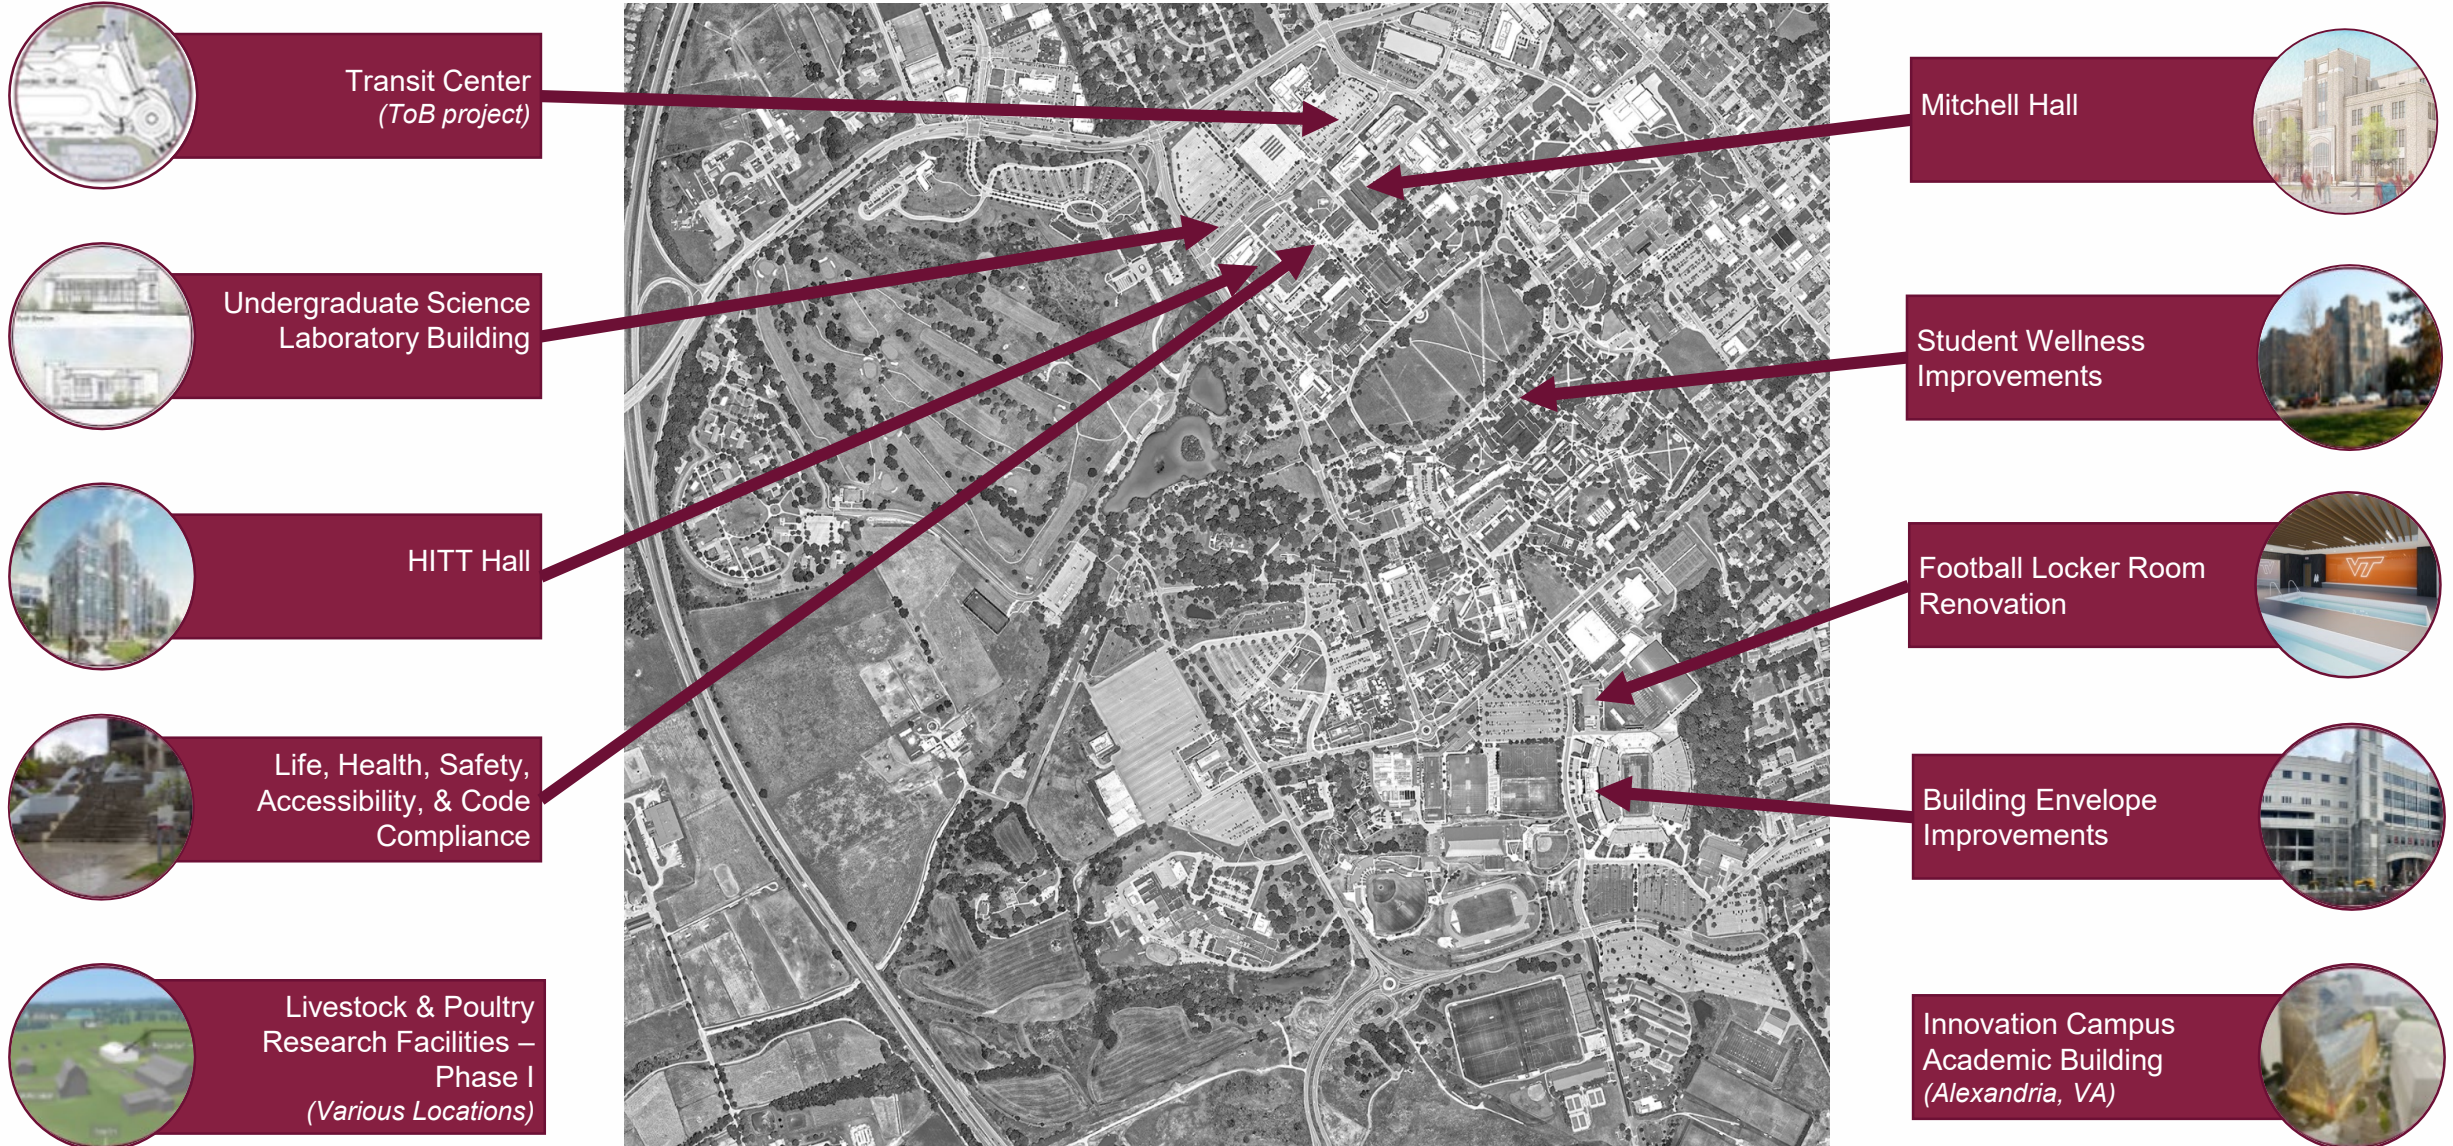 Transit Center
(ToB project)
Undergraduate Science
Laboratory Building
HITT Hall
Life, Health, Safety,
Accessibility, & Code
Compliance
Livestock & Poultry
Research Facilities –
Phase I
(Various Locations)
Mitchell Hall
Student Wellness
Improvements
Football Locker Room
Renovation
VT
Building Envelope
Improvements
Innovation Campus
Academic Building
(Alexandria, VA)